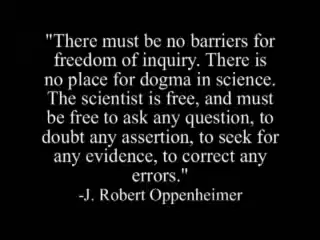 "There must be no barriers for
freedom of inquiry. There is
no place for dogma in science.
The scientist is free, and must
be free to ask any question, to
doubt any assertion, to seek for
any evidence, to correct any
errors."
-J. Robert Oppenheimer